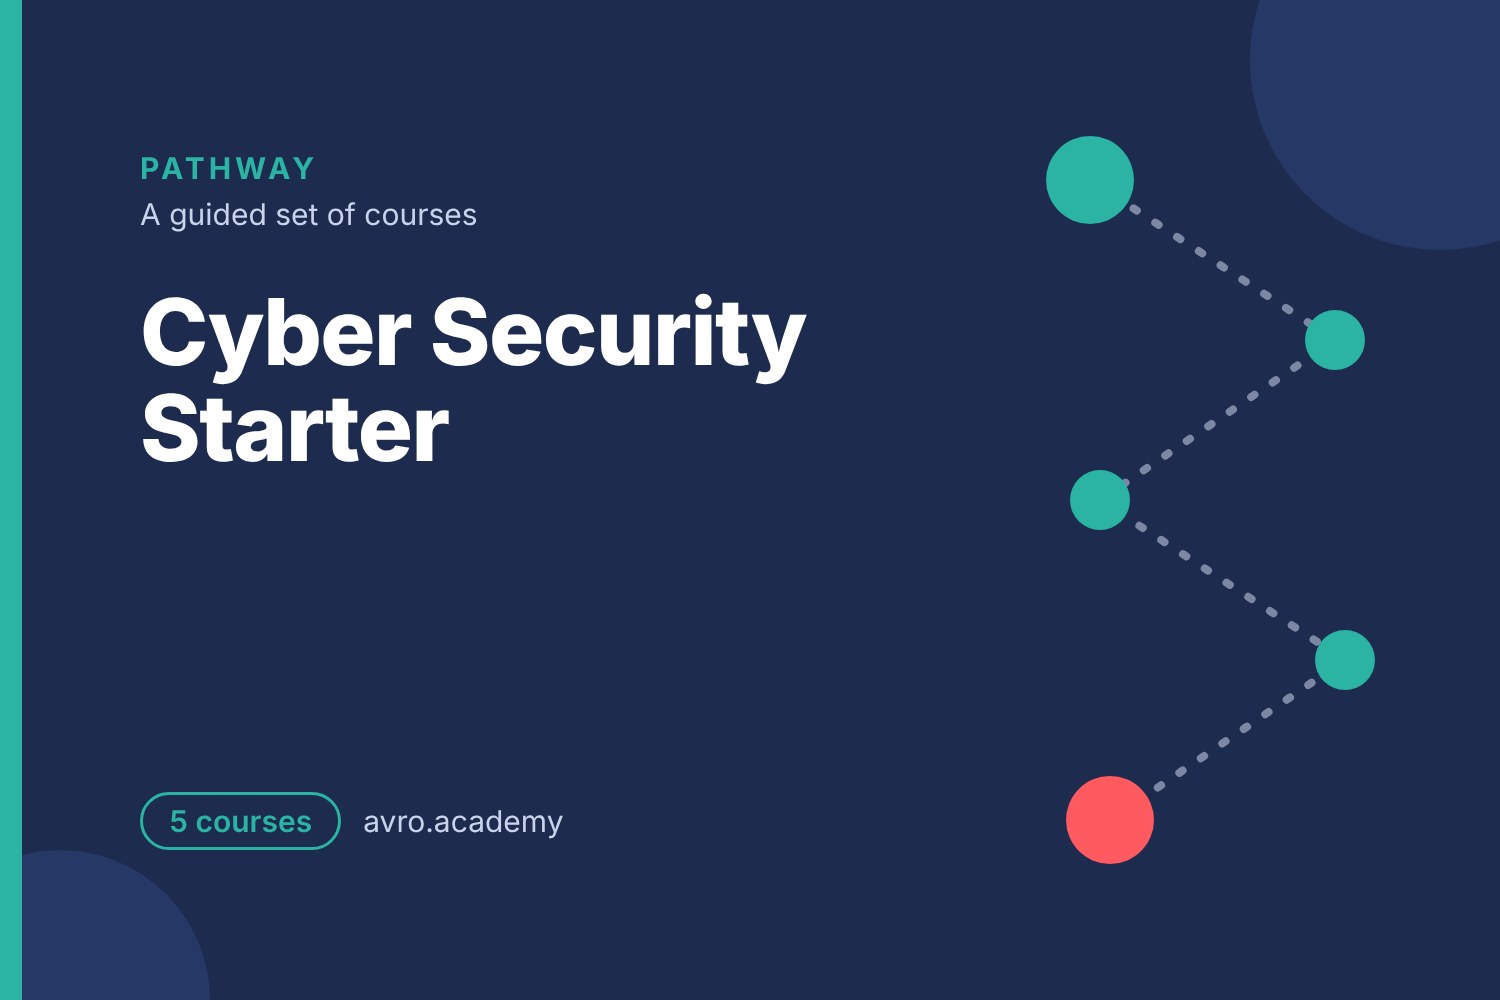 PATHWAY
A guided set of courses
Cyber Security
Starter
5 courses avro.academy